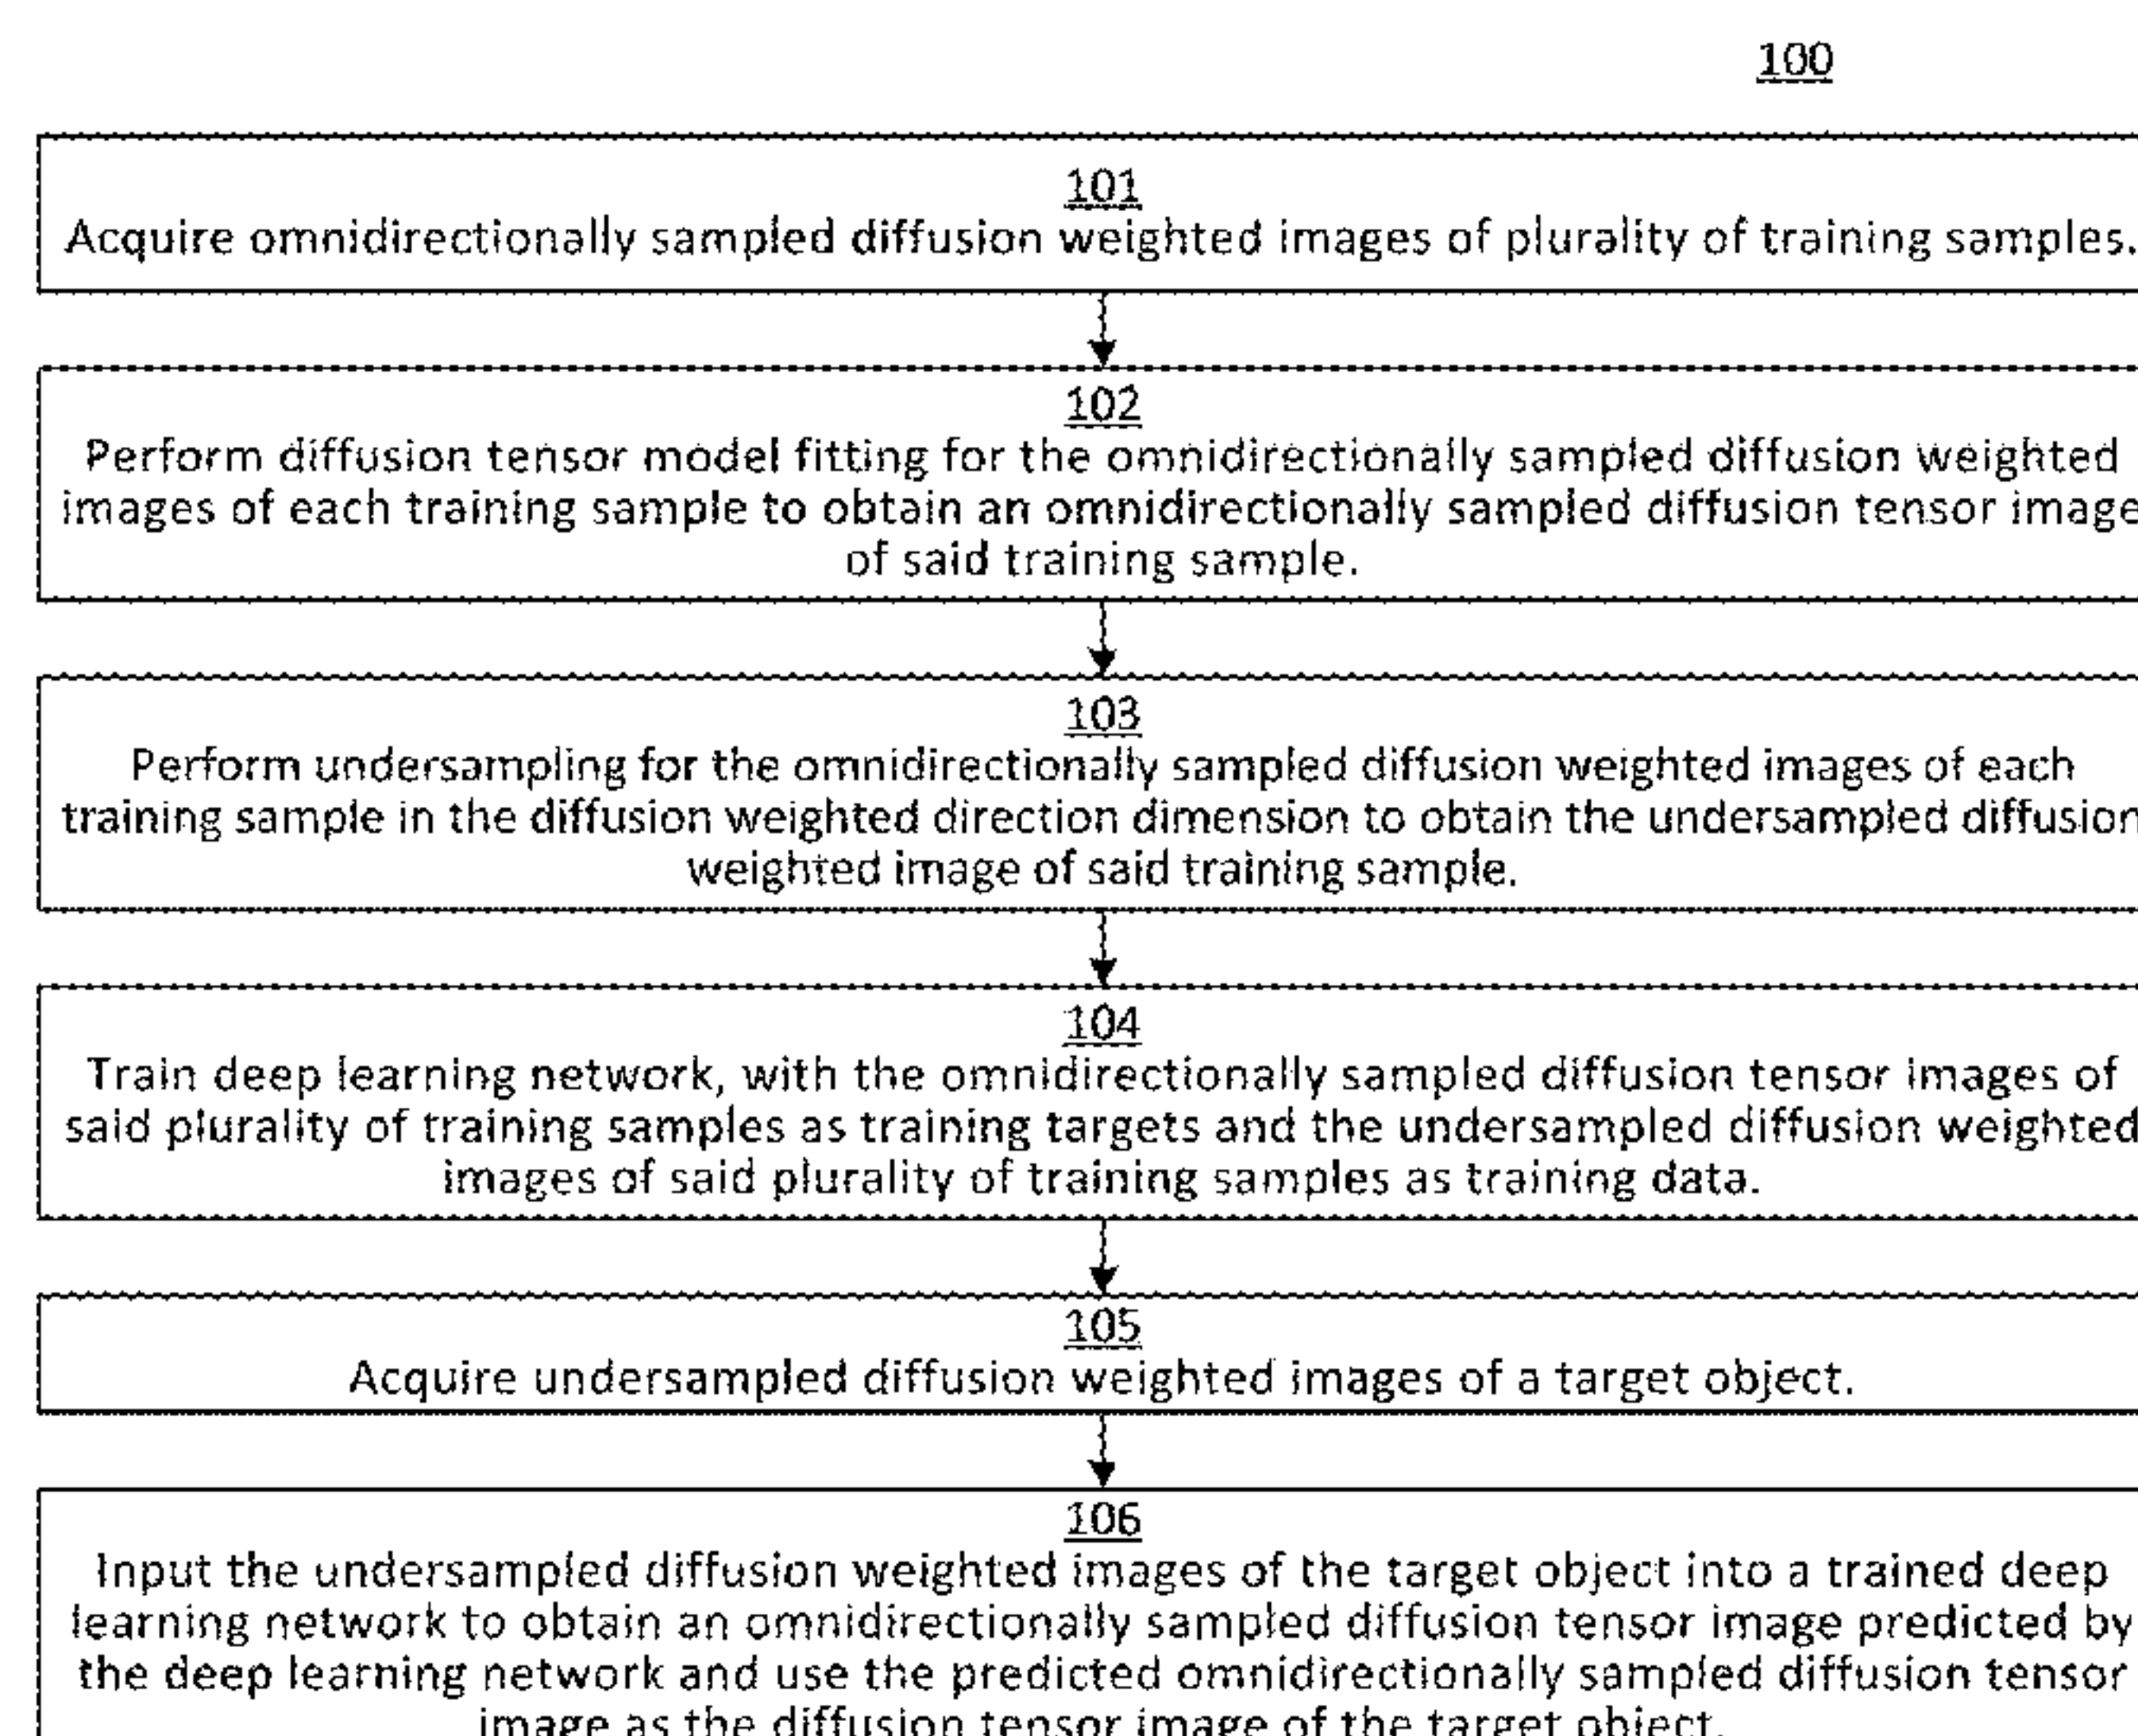 100
101
Acquire omnidirectionally sampled diffusion weighted images of plurality of training samples.
102
Perform diffusion tensor model fitting for the omnidirectionally sampled diffusion weighted
images of each training sample to obtain an omnidirectionally sampled diffusion tensor image
of said training sample.
103
Perform undersampling for the omnidirectionally sampled diffusion weighted images of each
training sample in the diffusion weighted direction dimension to obtain the undersampled diffusion
weighted image of said training sample.
104
Train deep learning network, with the omnidirectionally sampled diffusion tensor images of
said plurality of training samples as training targets and the undersampled diffusion weighted
images of said plurality of training samples as training data.
105
Acquire undersampled diffusion weighted images of a target object.
106
Input the undersampled diffusion weighted images of the target object into a trained deep
learning network to obtain an omnidirectionally sampled diffusion tensor image predicted by
the deep learning network and use the predicted omnidirectionally sampled diffusion tensor
image as the diffusion tensor image of the target object.